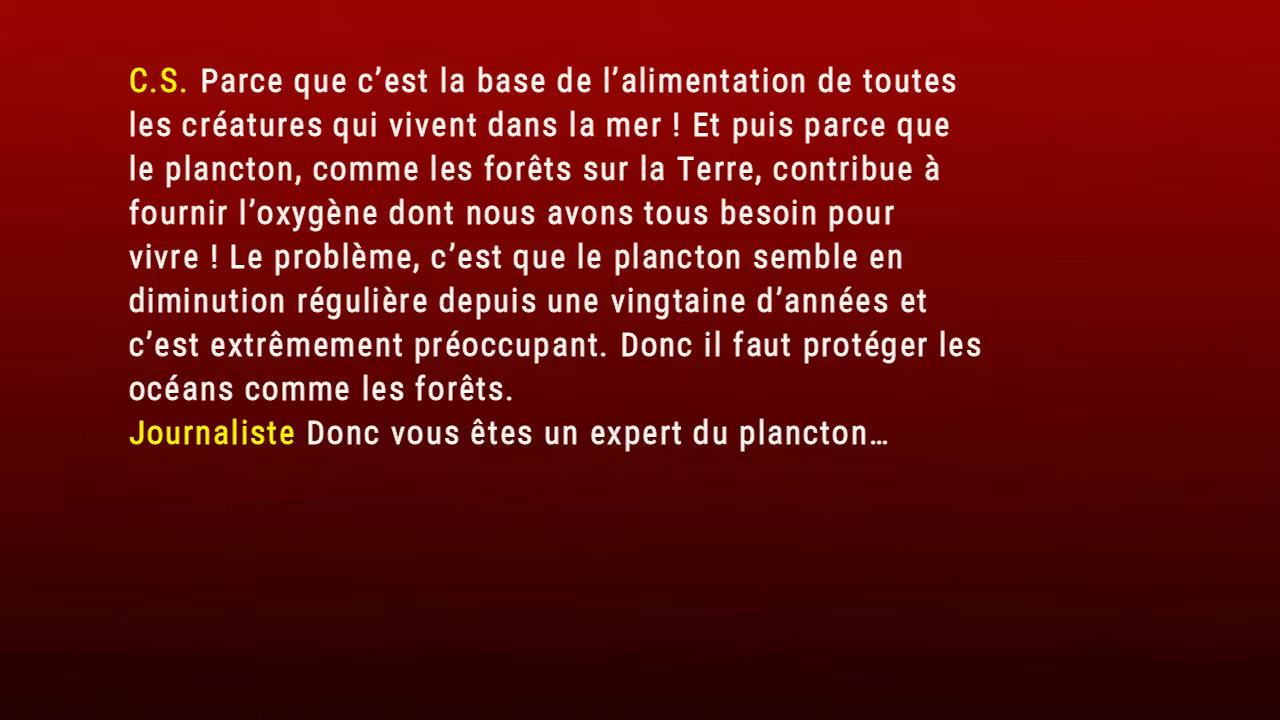 C.S. Parce que c’est la base de l’alimentation de toutes
les créatures qui vivent dans la mer ! Et puis parce que
le plancton, comme les forêts sur la Terre, contribue à
fournir l’oxygène dont nous avons tous besoin pour
vivre ! Le problème, c’est que le plancton semble en
diminution régulière depuis une vingtaine d’années et
c’est extrêmement préoccupant. Donc il faut protéger les
océans comme les forêts.
Journaliste Donc vous êtes un expert du plancton…